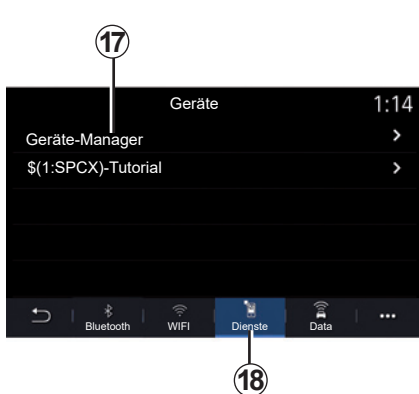 17
Geräte 1:14
Geräte-Manager
$(1:SPCX)-Tutorial
Bluetooth WIFI Dienste Data
18